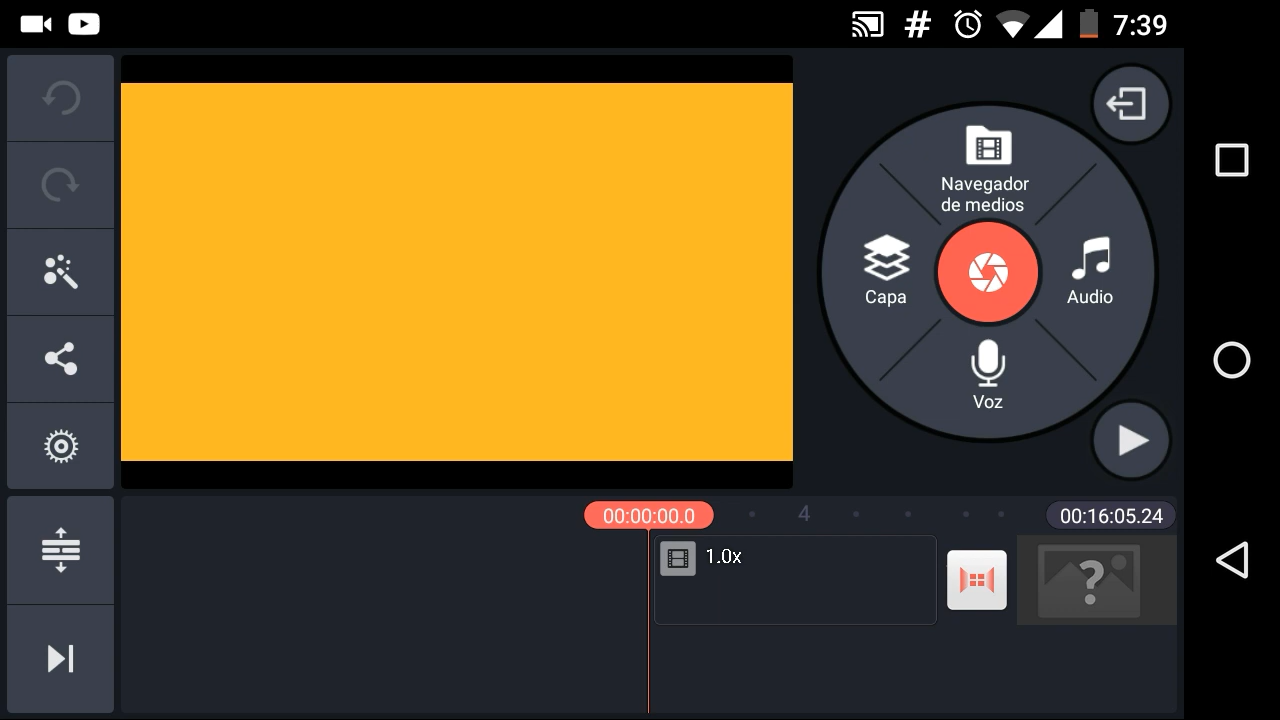 # 7:39
Navegador
de medios
Capa
Audio
Voz
00:00:00.0
4
00:16:05.24
1.0x
?